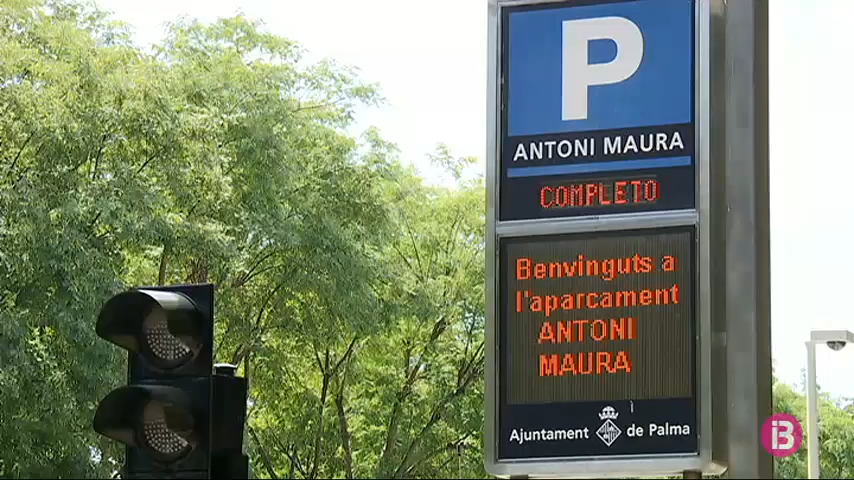 P
ANTONI MAURA
COMPLETO
Benvinguts a
l'aparcament
ANTONI
MAURA
Ajuntament de Palma
IB